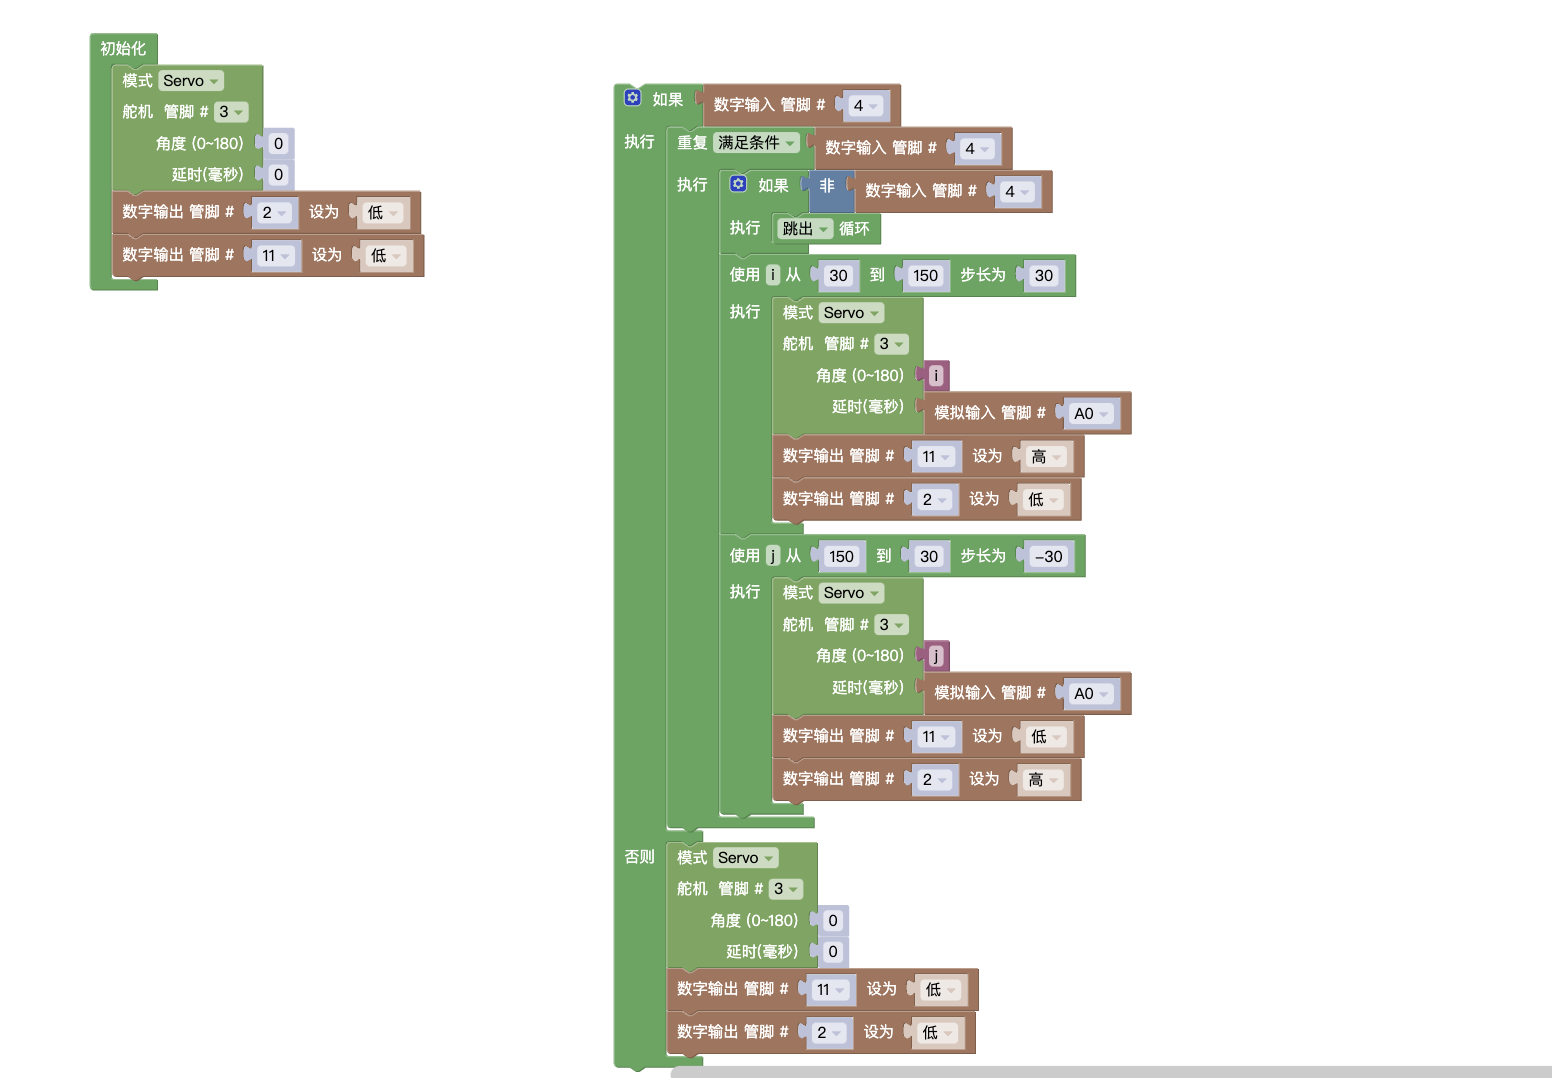 初始化
模式 Servo
舵机 管脚 # 3
角度 (0~180) 0
延时(毫秒) 0
数字输出 管脚 # 2 设为 低
数字输出 管脚 # 11 设为 低
如果 数字输入 管脚 # 4
执行 重复 满足条件 数字输入 管脚 # 4
执行 如果 非 数字输入 管脚 # 4
执行 跳出 循环
使用 i 从 30 到 150 步长为 30
执行 模式 Servo
舵机 管脚 # 3
角度 (0~180) i
延时(毫秒) 模拟输入 管脚 # A0
数字输出 管脚 # 11 设为 高
数字输出 管脚 # 2 设为 低
使用 j 从 150 到 30 步长为 -30
执行 模式 Servo
舵机 管脚 # 3
角度 (0~180) j
延时(毫秒) 模拟输入 管脚 # A0
数字输出 管脚 # 11 设为 低
数字输出 管脚 # 2 设为 高
否则 模式 Servo
舵机 管脚 # 3
角度 (0~180) 0
延时(毫秒) 0
数字输出 管脚 # 11 设为 低
数字输出 管脚 # 2 设为 低